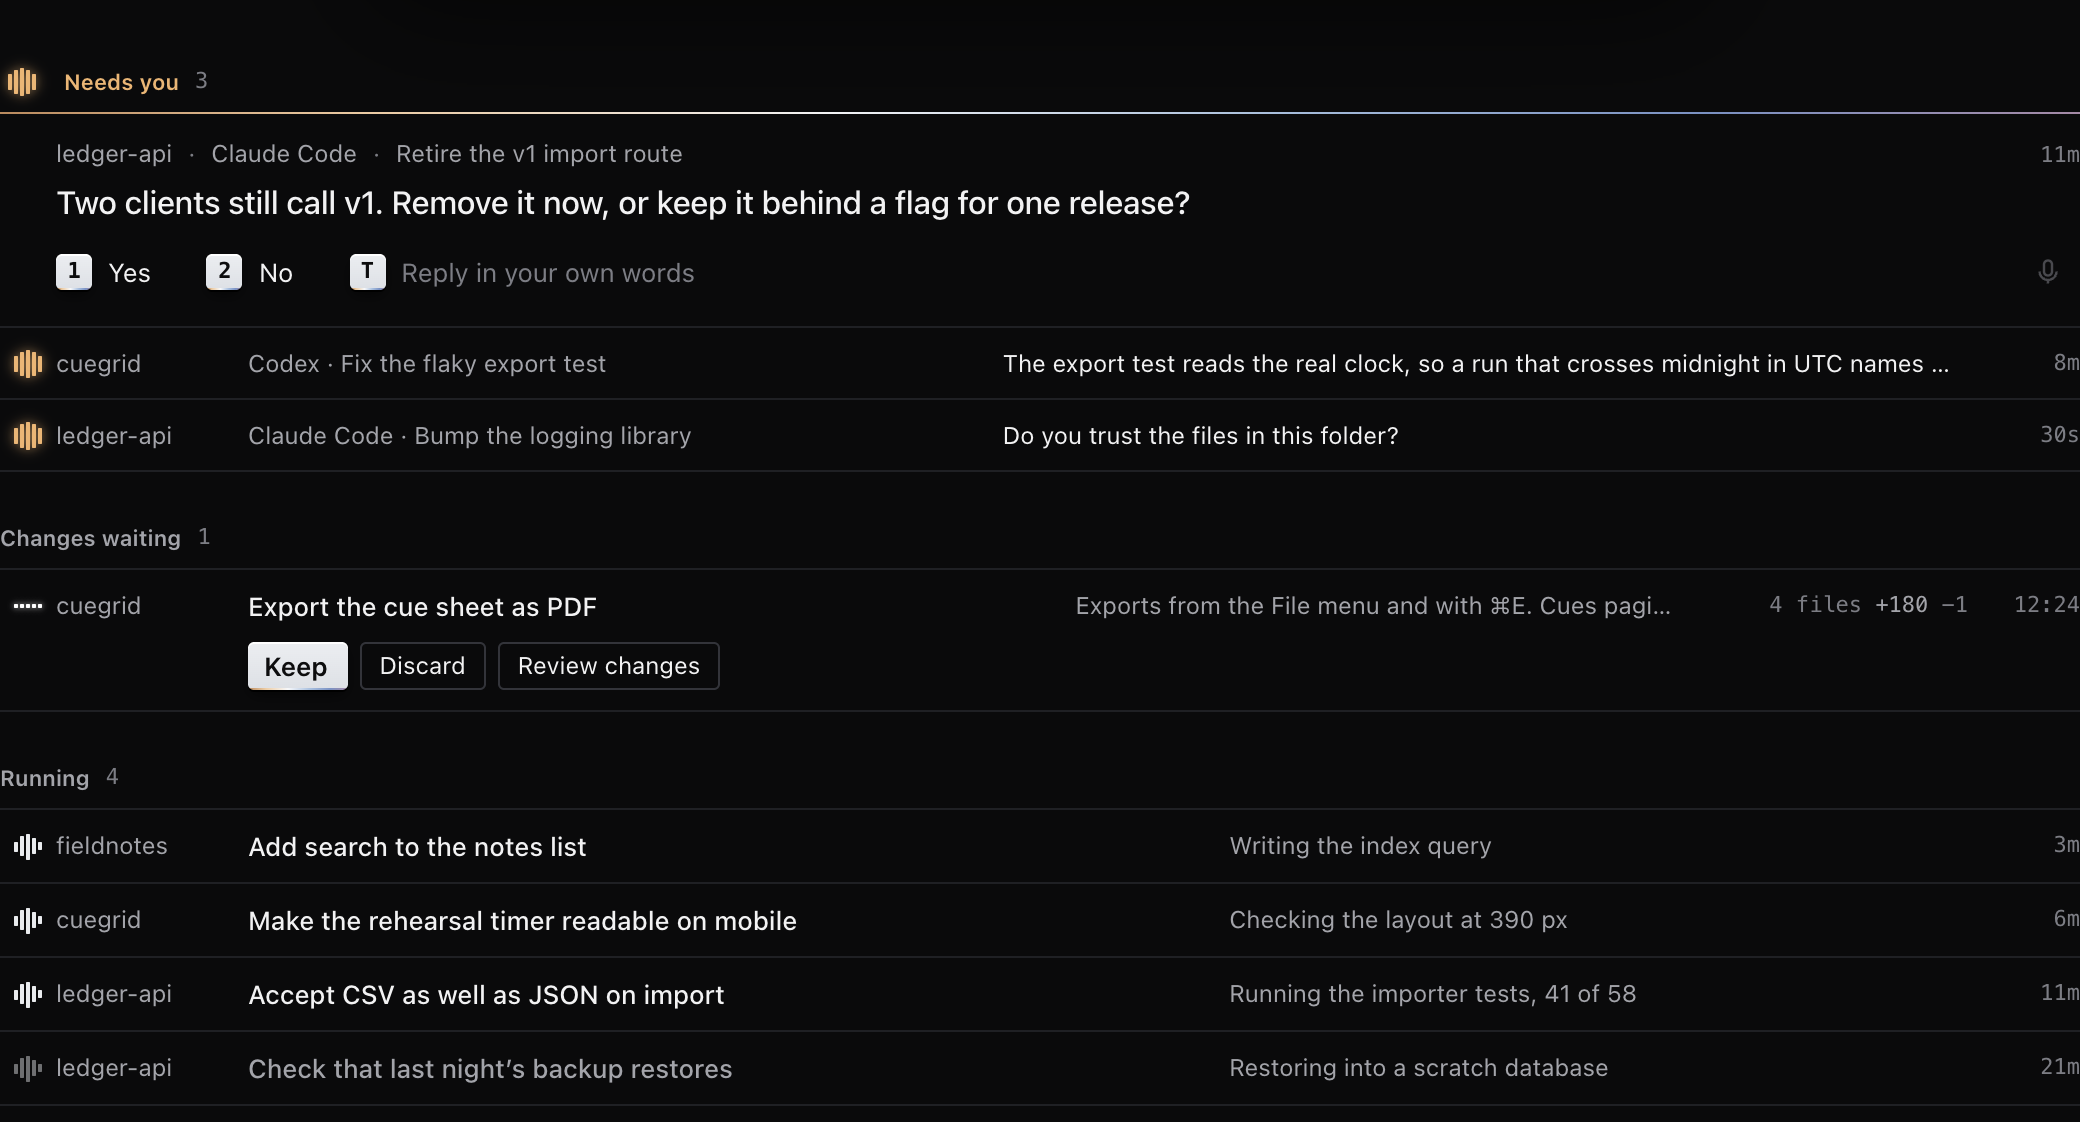 Needs you 3
ledger-api · Claude Code · Retire the v1 import route 11m
Two clients still call v1. Remove it now, or keep it behind a flag for one release?
1 Yes 2 No T Reply in your own words
cuegrid Codex · Fix the flaky export test The export test reads the real clock, so a run that crosses midnight in UTC names ... 8m
ledger-api Claude Code · Bump the logging library Do you trust the files in this folder? 30s
Changes waiting 1
cuegrid Export the cue sheet as PDF Exports from the File menu and with ⌘E. Cues pagi... 4 files +180 −1 12:24
Keep Discard Review changes
Running 4
fieldnotes Add search to the notes list Writing the index query 3m
cuegrid Make the rehearsal timer readable on mobile Checking the layout at 390 px 6m
ledger-api Accept CSV as well as JSON on import Running the importer tests, 41 of 58 11m
ledger-api Check that last night’s backup restores Restoring into a scratch database 21m